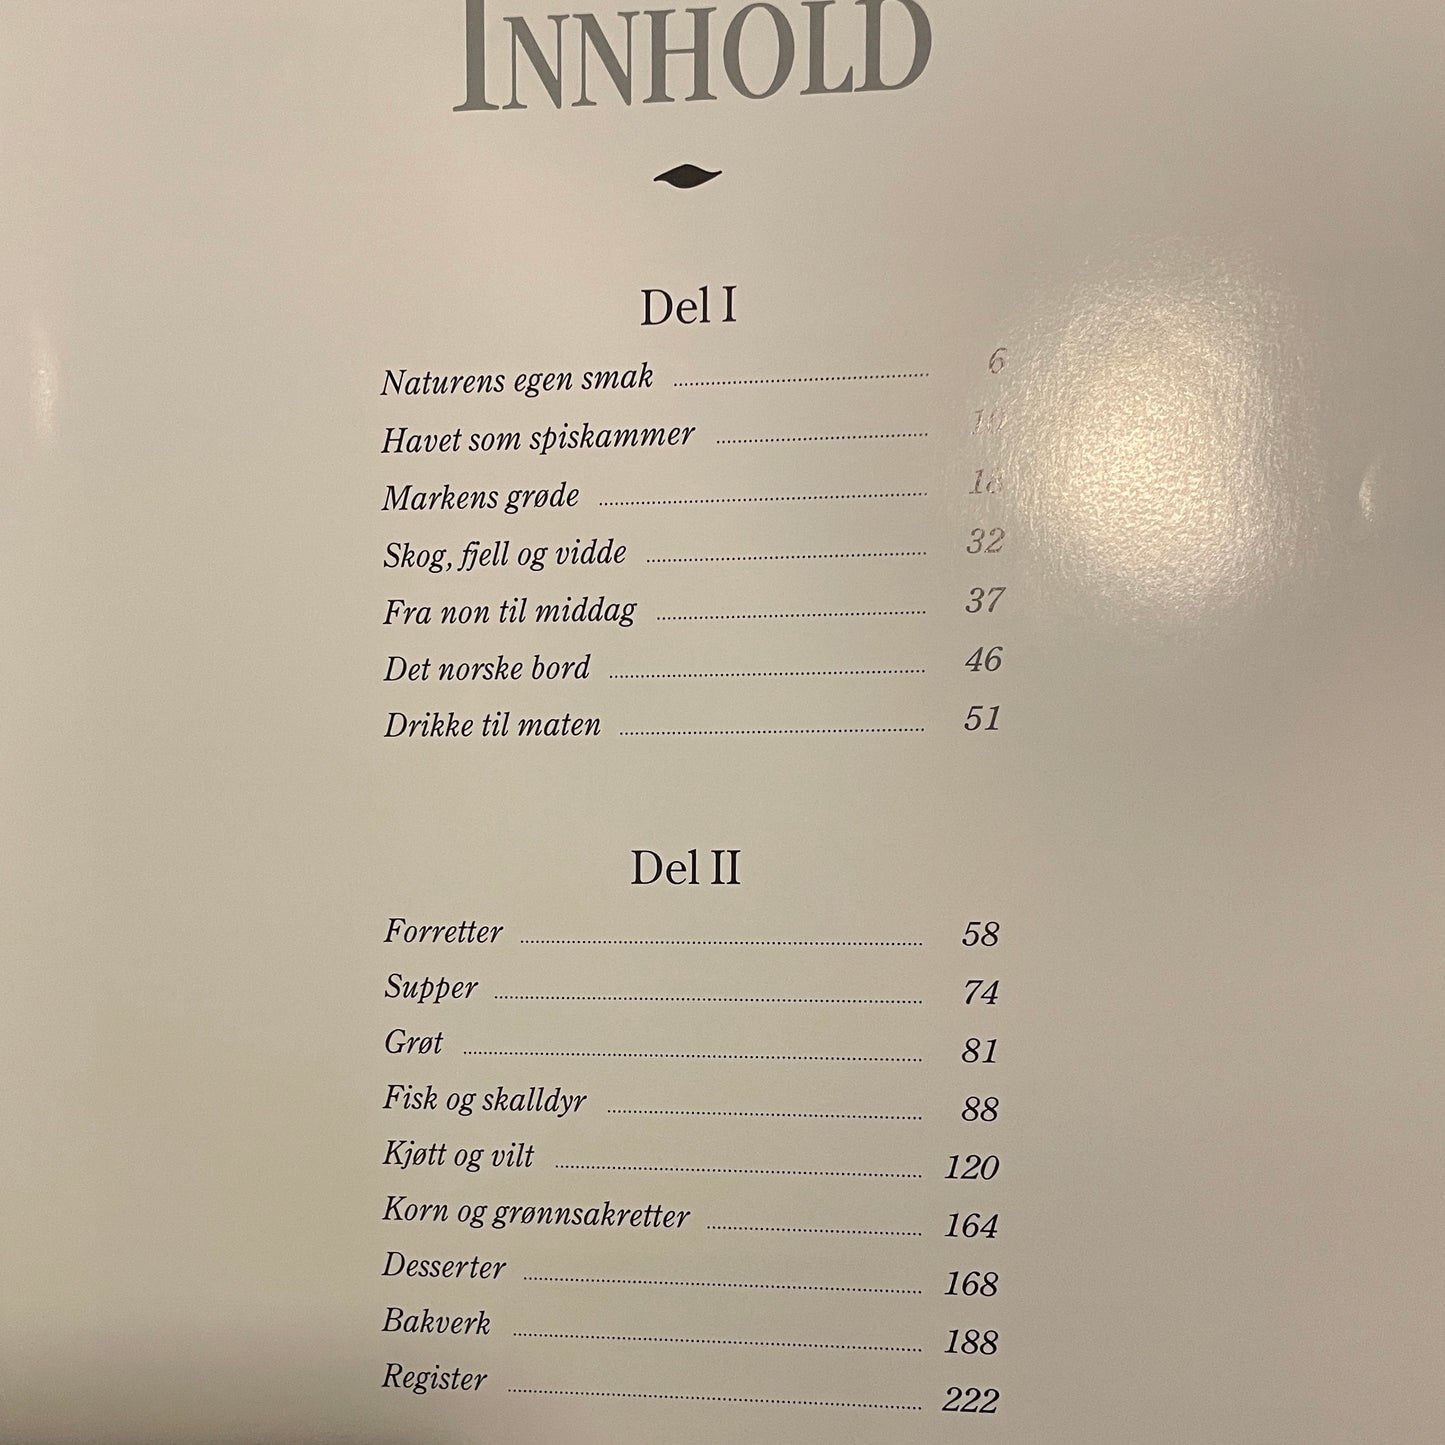 INNHOLD
Del I
Naturens egen smak 6
Havet som spiskammer
Markens grøde
Skog, fjell og vidde 32
Fra non til middag 37
Det norske bord 46
Drikke til maten 51
Del II
Forretter 58
Supper 74
Grøt 81
Fisk og skalldyr 88
Kjøtt og vilt 120
Korn og grønnsakretter 164
Desserter 168
Bakverk 188
Register 222